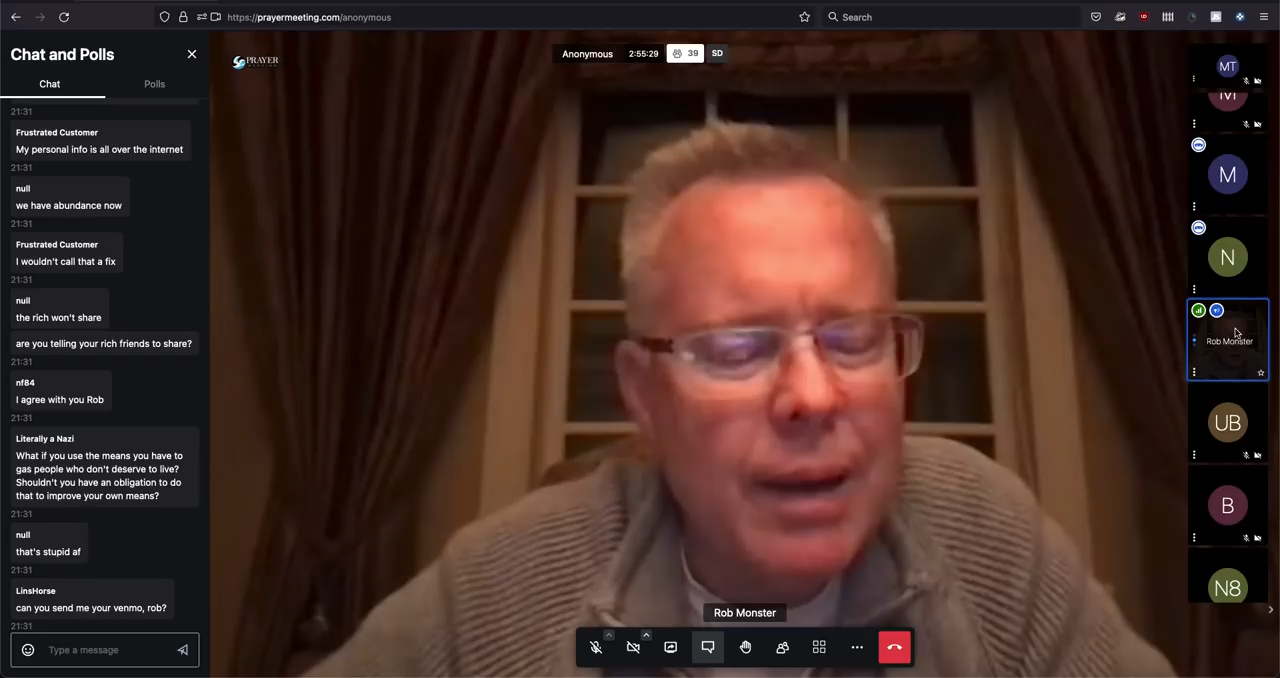 https://prayermeeting.com/anonymous
Search
Chat and Polls
Chat Polls
21:31
Frustrated Customer
My personal info is all over the internet
21:31
null
we have abundance now
21:31
Frustrated Customer
I wouldn't call that a fix
21:31
null
the rich won't share
are you telling your rich friends to share?
21:31
nf84
I agree with you Rob
21:31
Literally a Nazi
What if you use the means you have to
gas people who don't deserve to live?
Shouldn't you have an obligation to do
that to improve your own means?
21:31
null
that's stupid af
21:31
LinsHorse
can you send me your venmo, rob?
21:31
Type a message
PRAYER
MEETING
Anonymous 2:55:29 39 SD
Rob Monster
MT
M
M
N
Rob Monster
UB
B
N8